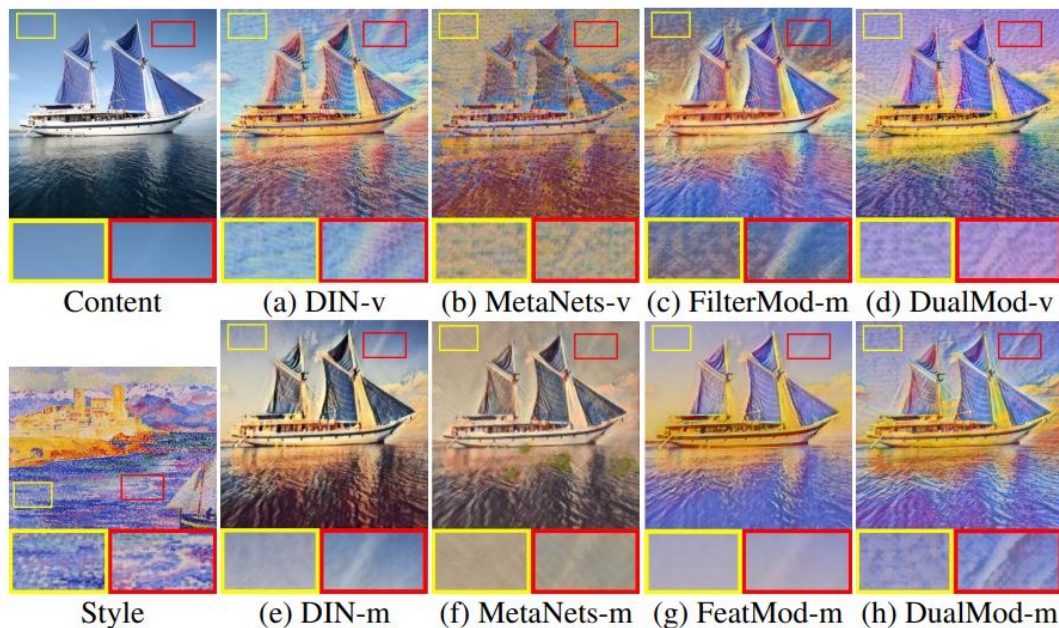 Content
(a) DIN-v
(b) MetaNets-v
(c) FilterMod-m
(d) DualMod-v
Style
(e) DIN-m
(f) MetaNets-m
(g) FeatMod-m
(h) DualMod-m